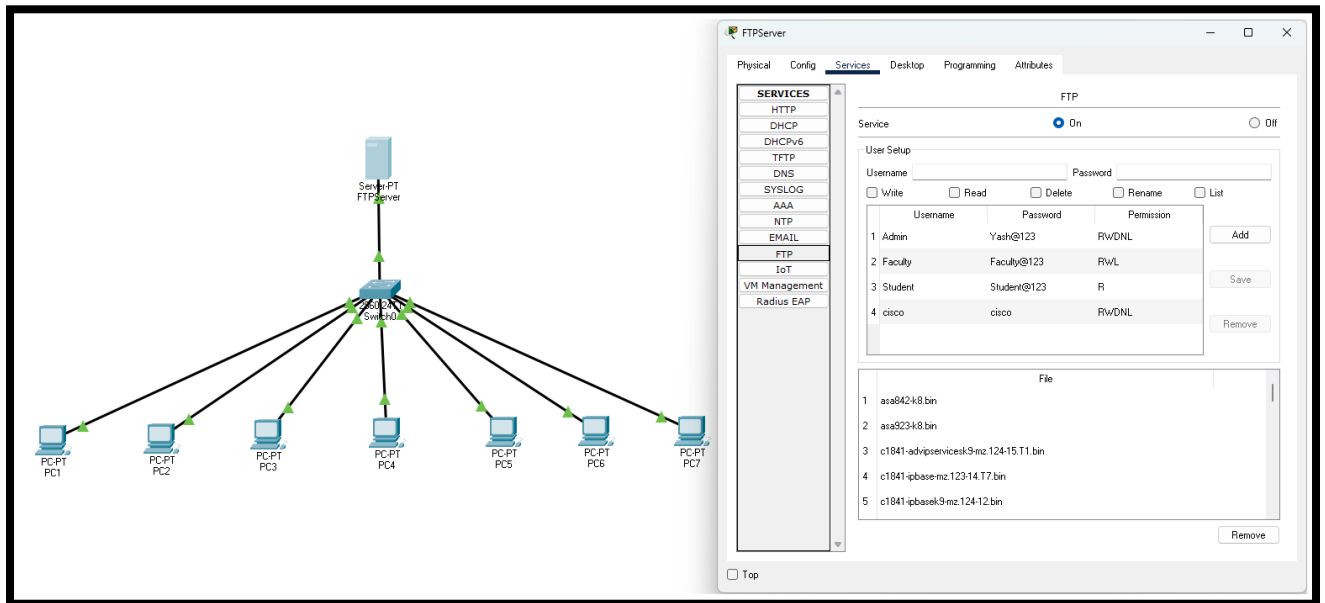 Server-PT
FTPServer
2960-24TT
Switch0
PC-PT
PC1
PC-PT
PC2
PC-PT
PC3
PC-PT
PC4
PC-PT
PC5
PC-PT
PC6
PC-PT
PC7
FTPServer
Physical Config Services Desktop Programming Attributes
SERVICES
HTTP
DHCP
DHCPv6
TFTP
DNS
SYSLOG
AAA
NTP
EMAIL
FTP
IoT
VM Management
Radius EAP
FTP
Service On Off
User Setup
Username Password
Write Read Delete Rename List
Username Password Permission
1 Admin Yash@123 RWDNL
2 Faculty Faculty@123 RWL
3 Student Student@123 R
4 cisco cisco RWDNL
Add
Save
Remove
File
1 asa842-k8.bin
2 asa923-k8.bin
3 c1841-advipservicesk9-mz.124-15.T1.bin
4 c1841-ipbase-mz.123-14.T7.bin
5 c1841-ipbasek9-mz.124-12.bin
Remove
Top